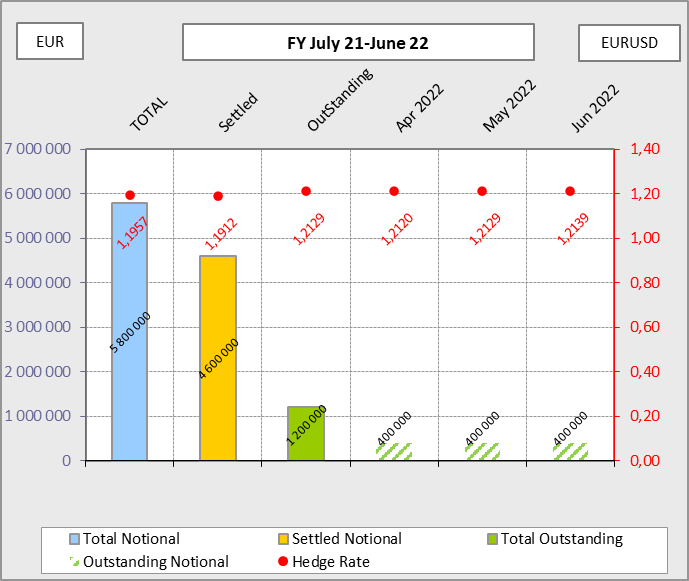 EUR
FY July 21-June 22
EURUSD
TOTAL
Settled
OutStanding
Apr 2022
May 2022
Jun 2022
7 000 000
6 000 000
5 000 000
4 000 000
3 000 000
2 000 000
1 000 000
0
1,40
1,20
1,00
0,80
0,60
0,40
0,20
0,00
1,1957
1,1912
1,2129
1,2120
1,2129
1,2139
5 800 000
4 600 000
1 200 000
400 000
400 000
400 000
Total Notional
Settled Notional
Total Outstanding
Outstanding Notional
Hedge Rate